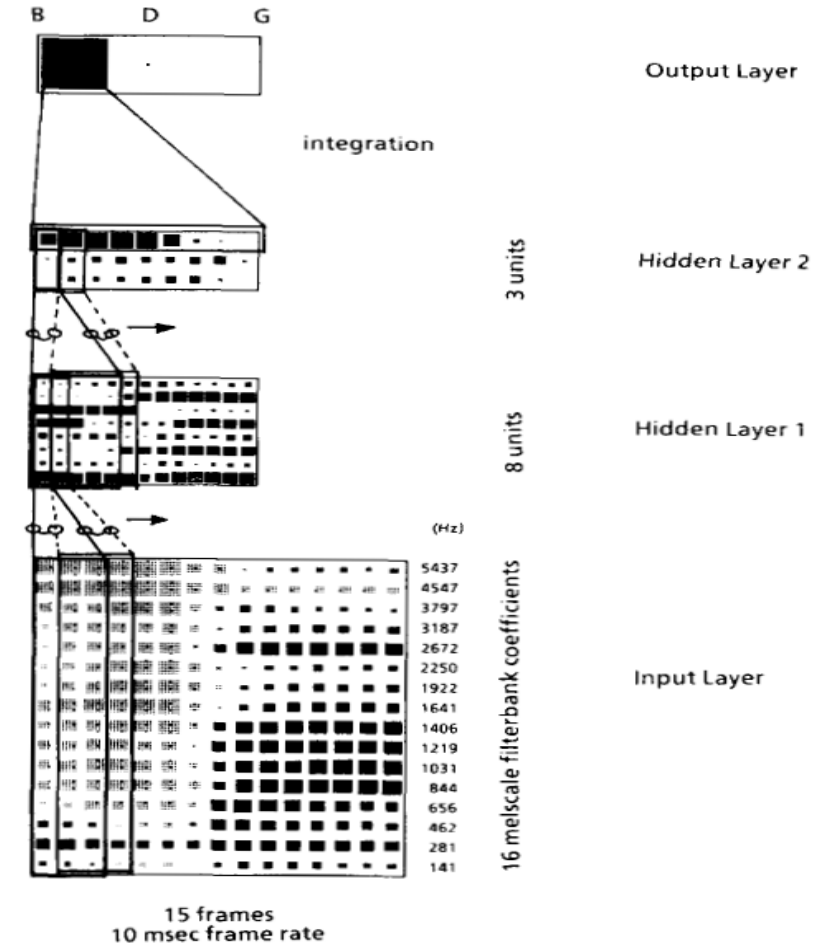 B D G
Output Layer
integration
3 units
Hidden Layer 2
8 units
Hidden Layer 1
(Hz)
5437
4547
3797
3187
2672
2250
1922
1641
1406
1219
1031
844
656
462
281
141
16 melscale filterbank coefficients
Input Layer
15 frames
10 msec frame rate